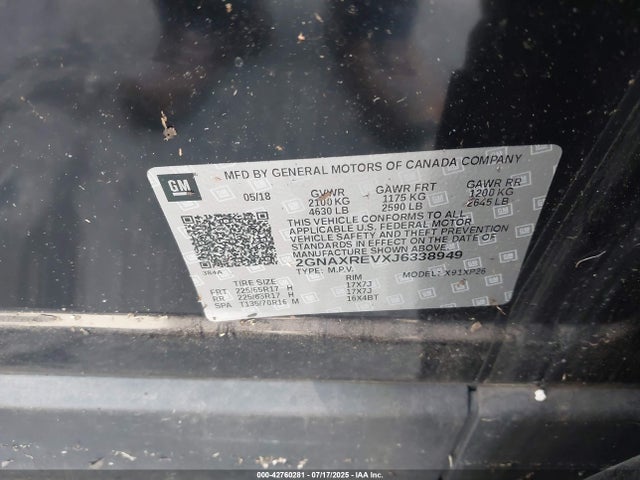 MFD BY GENERAL MOTORS OF CANADA COMPANY
GM
05/18 GVWR GAWR FRT GAWR RR
2100 KG 1175 KG 1200 KG
4630 LB 2590 LB 2645 LB
THIS VEHICLE CONFORMS TO ALL
APPLICABLE U.S. FEDERAL MOTOR
VEHICLE SAFETY AND THEFT PREVENTION
STANDARDS IN EFFECT ON THE DATE OF
MANUFACTURE SHOWN ABOVE.
2GNAXREVXJ6338949
TYPE: M.P.V. MODEL: X91XP26
384A
TIRE SIZE RIM
FRT 225/65R17 H 17X7J
RR 225/65R17 H 17X7J
SPA T135/70R16 M 16X4BT
STOCK#: 42760281 - 07/17/2025 - IAA Inc.